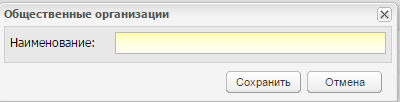 Общественные организации
Наименование:
Сохранить Отмена